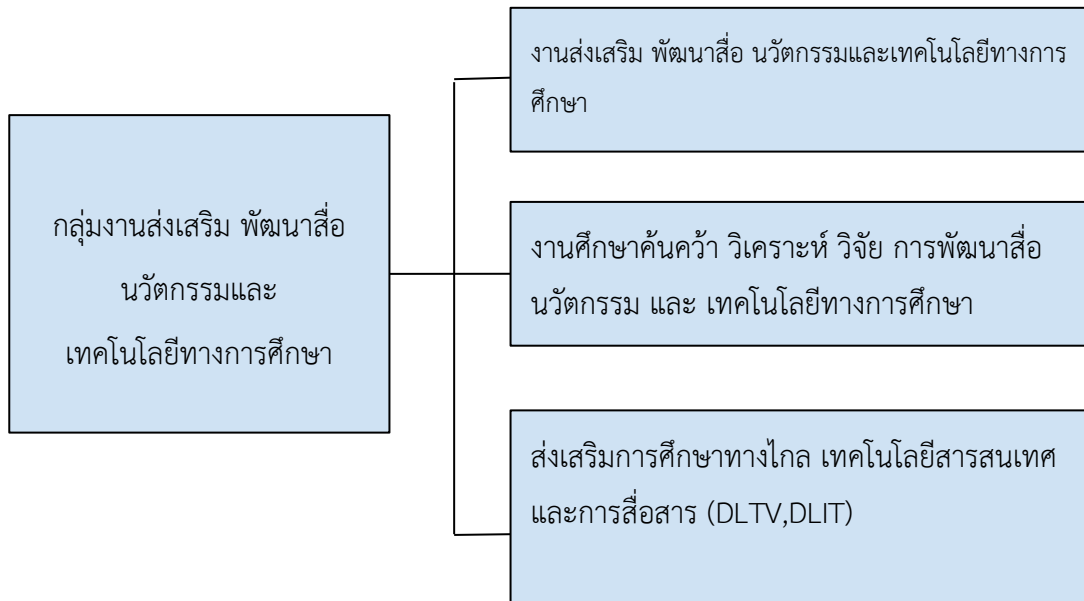 งานส่งเสริม พัฒนาสื่อ นวัตกรรมและเทคโนโลยีทางการ
ศึกษา
กลุ่มงานส่งเสริม พัฒนาสื่อ
นวัตกรรมและ
เทคโนโลยีทางการศึกษา
งานศึกษาค้นคว้า วิเคราะห์ วิจัย การพัฒนาสื่อ
นวัตกรรม และ เทคโนโลยีทางการศึกษา
ส่งเสริมการศึกษาทางไกล เทคโนโลยีสารสนเทศ
และการสื่อสาร (DLTV,DLIT)